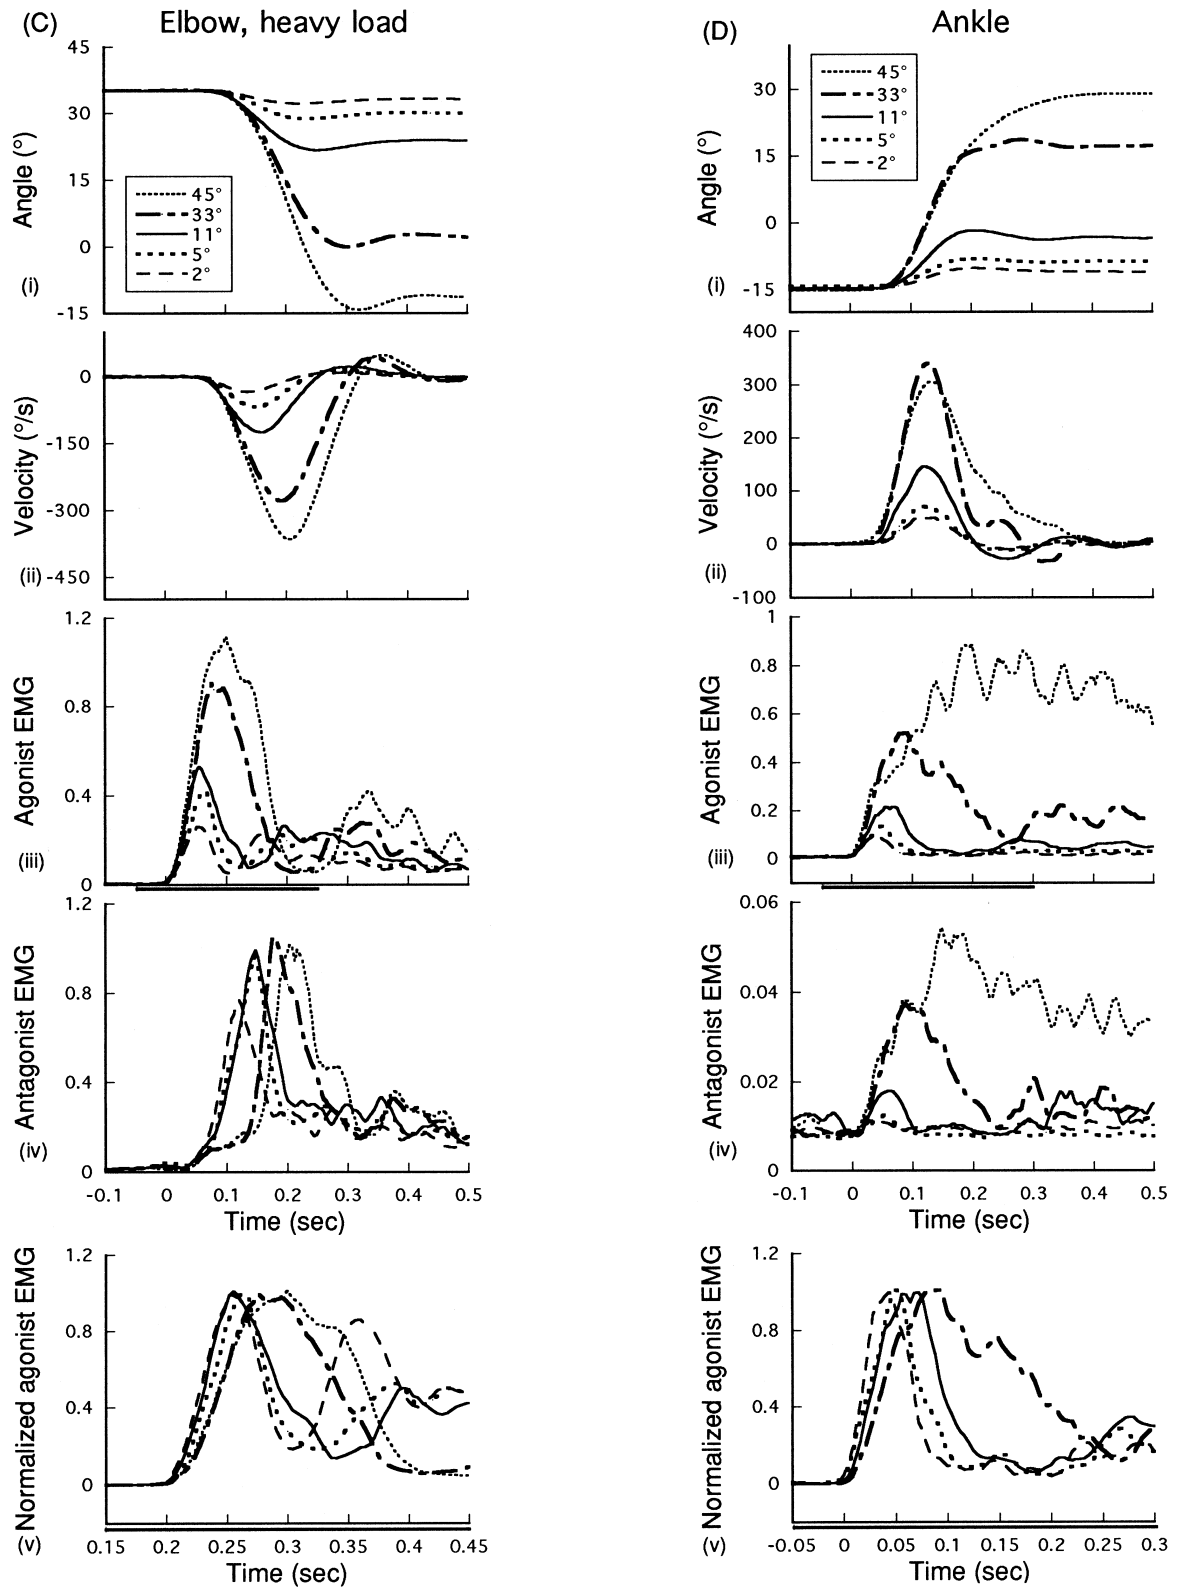 (C) Elbow, heavy load
45
30
15
0
-15
Angle (°)
(i)
45°
33°
11°
5°
2°
0
-150
-300
-450
Velocity (°/s)
(ii)
1.2
0.8
0.4
0
Agonist EMG
(iii)
1.2
0.8
0.4
0
Antagonist EMG
(iv)
-0.1 0 0.1 0.2 0.3 0.4 0.5
Time (sec)
1.2
0.8
0.4
0
Normalized agonist EMG
(v)
0.15 0.2 0.25 0.3 0.35 0.4 0.45
Time (sec)
(D) Ankle
30
15
0
-15
Angle (°)
(i)
45°
33°
11°
5°
2°
400
300
200
100
0
-100
Velocity (°/s)
(ii)
1
0.8
0.6
0.4
0.2
0
Agonist EMG
(iii)
0.06
0.04
0.02
0
Antagonist EMG
(iv)
-0.1 0 0.1 0.2 0.3 0.4 0.5
Time (sec)
1.2
0.8
0.4
0
Normalized agonist EMG
(v)
-0.05 0 0.05 0.1 0.15 0.2 0.25 0.3
Time (sec)